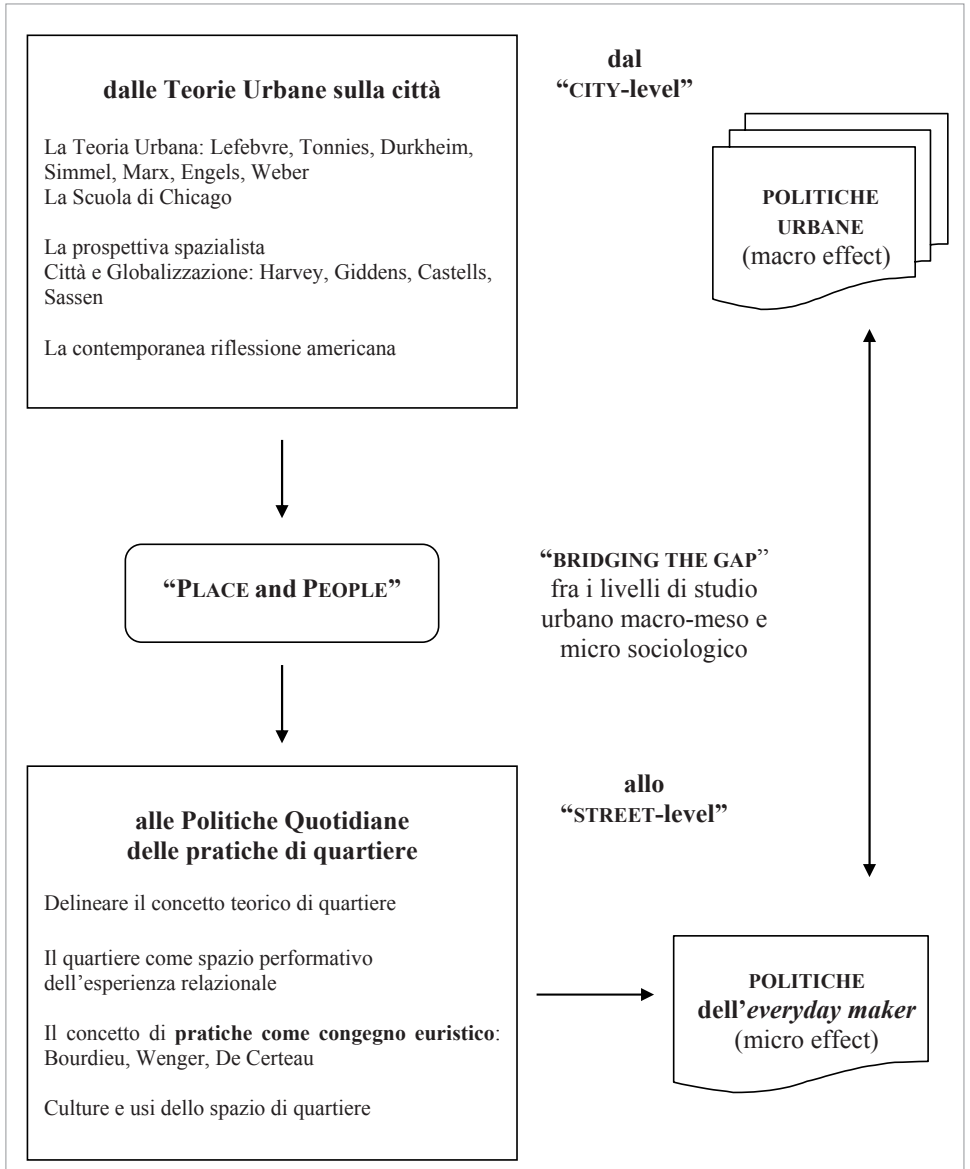 dalle Teorie Urbane sulla città
La Teoria Urbana: Lefebvre, Tonnies, Durkheim,
Simmel, Marx, Engels, Weber
La Scuola di Chicago
La prospettiva spazialista
Città e Globalizzazione: Harvey, Giddens, Castells,
Sassen
La contemporanea riflessione americana
dal
“CITY-level”
POLITICHE
URBANE
(macro effect)
“PLACE and PEOPLE”
“BRIDGING THE GAP”
fra i livelli di studio
urbano macro-meso e
micro sociologico
allo
“STREET-level”
alle Politiche Quotidiane
delle pratiche di quartiere
Delineare il concetto teorico di quartiere
Il quartiere come spazio performativo
dell’esperienza relazionale
Il concetto di pratiche come congegno euristico:
Bourdieu, Wenger, De Certeau
Culture e usi dello spazio di quartiere
POLITICHE
dell’everyday maker
(micro effect)